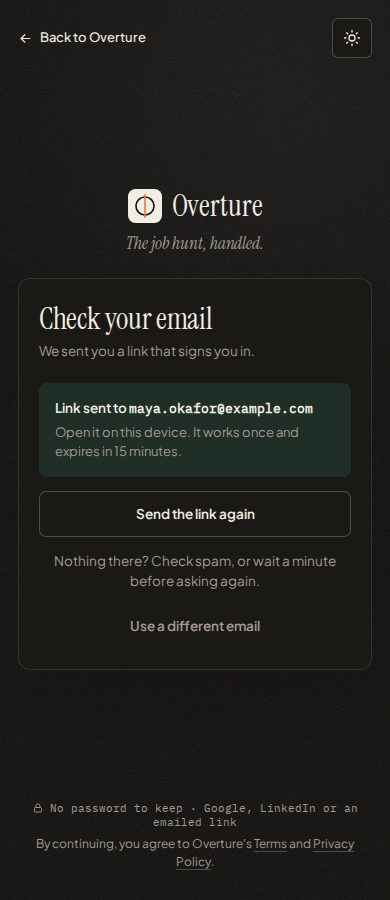 ← Back to Overture
Overture
The job hunt, handled.
Check your email
We sent you a link that signs you in.
Link sent to maya.okafor@example.com
Open it on this device. It works once and
expires in 15 minutes.
Send the link again
Nothing there? Check spam, or wait a minute
before asking again.
Use a different email
No password to keep · Google, LinkedIn or an
emailed link
By continuing, you agree to Overture's Terms and Privacy
Policy.